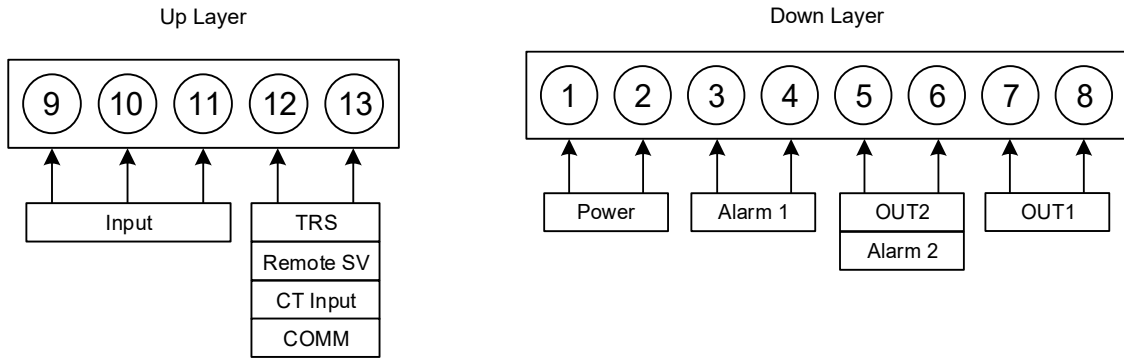 Up Layer
9 10 11 12 13
Input
TRS
Remote SV
CT Input
COMM
Down Layer
1 2 3 4 5 6 7 8
Power
Alarm 1
OUT2
Alarm 2
OUT1